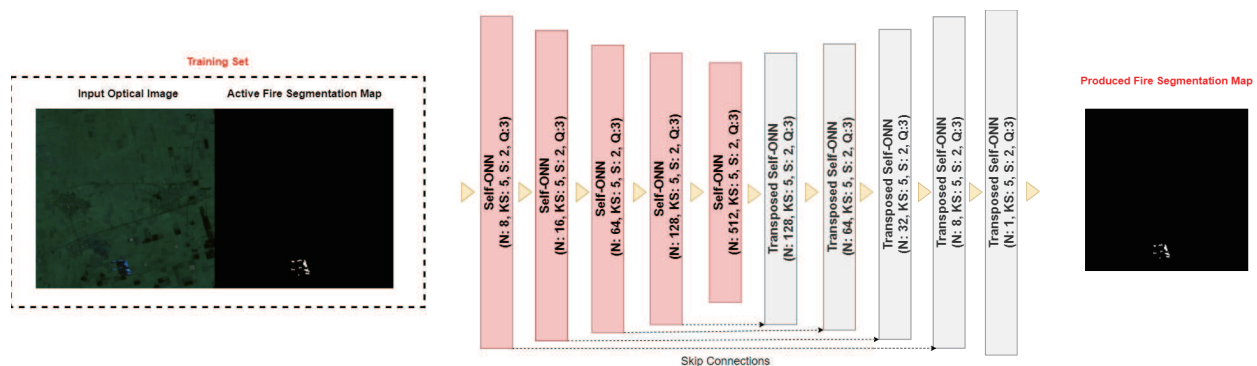 Training Set
Input Optical Image
Active Fire Segmentation Map
Self-ONN
(N: 8, KS: 5, S: 2, Q:3)
Self-ONN
(N: 16, KS: 5, S: 2, Q:3)
Self-ONN
(N: 64, KS: 5, S: 2, Q:3)
Self-ONN
(N: 128, KS: 5, S: 2, Q:3)
Self-ONN
(N: 512, KS: 5, S: 2, Q:3)
Transposed Self-ONN
(N: 128, KS: 5, S: 2, Q:3)
Transposed Self-ONN
(N: 64, KS: 5, S: 2, Q:3)
Transposed Self-ONN
(N: 32, KS: 5, S: 2, Q:3)
Transposed Self-ONN
(N: 8, KS: 5, S: 2, Q:3)
Transposed Self-ONN
(N: 1, KS: 5, S: 2, Q:3)
Skip Connections
Produced Fire Segmentation Map